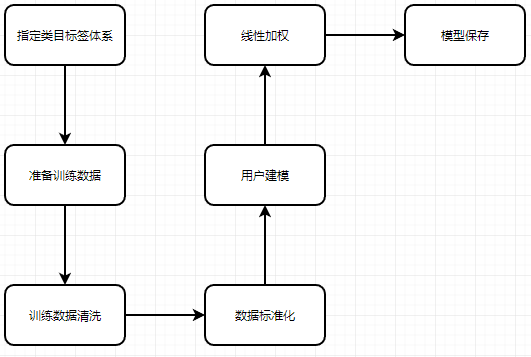 指定类目标签体系
准备训练数据
训练数据清洗
数据标准化
用户建模
线性加权
模型保存